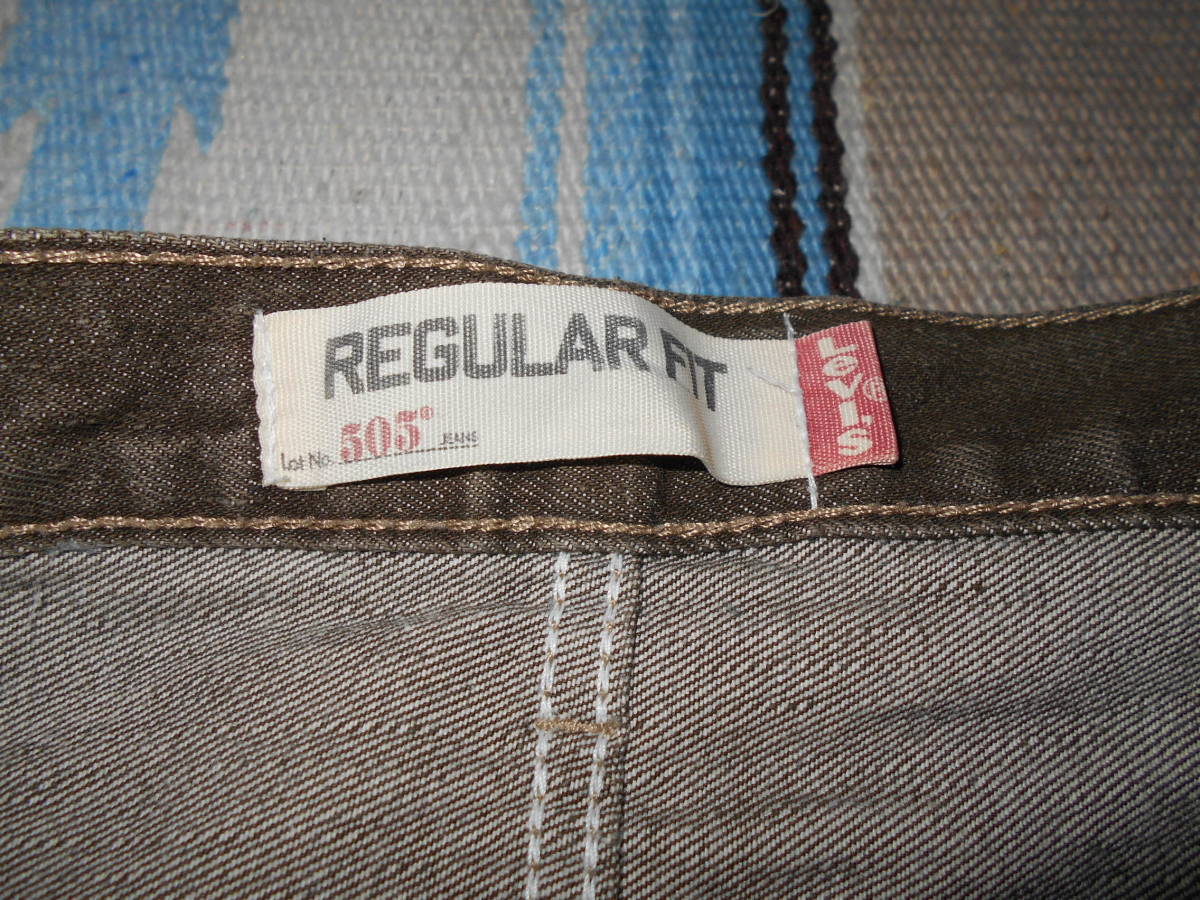 REGULAR FIT
Lot No. 505® JEANS
Levi's®